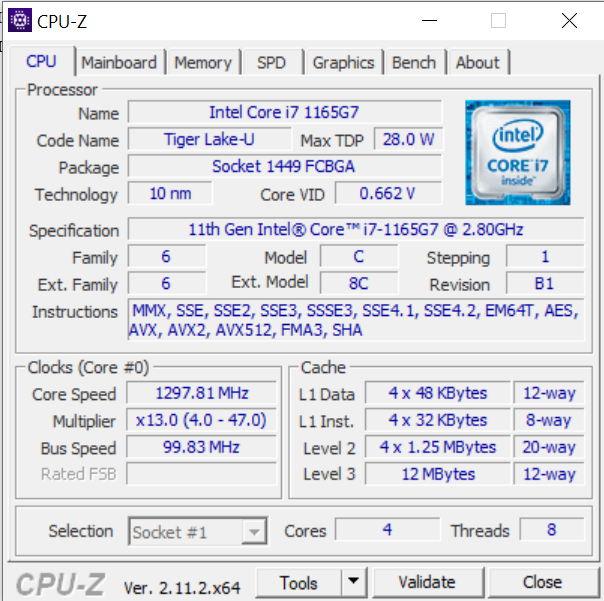 CPU-Z
CPU Mainboard Memory SPD Graphics Bench About
Processor
Name Intel Core i7 1165G7
Code Name Tiger Lake-U Max TDP 28.0 W
Package Socket 1449 FCBGA
Technology 10 nm Core VID 0.662 V
intel
CORE i7
inside™
Specification 11th Gen Intel® Core™ i7-1165G7 @ 2.80GHz
Family 6 Model C Stepping 1
Ext. Family 6 Ext. Model 8C Revision B1
Instructions MMX, SSE, SSE2, SSE3, SSSE3, SSE4.1, SSE4.2, EM64T, AES,
AVX, AVX2, AVX512, FMA3, SHA
Clocks (Core #0)
Core Speed 1297.81 MHz
Multiplier x13.0 (4.0 - 47.0)
Bus Speed 99.83 MHz
Rated FSB
Cache
L1 Data 4 x 48 KBytes 12-way
L1 Inst. 4 x 32 KBytes 8-way
Level 2 4 x 1.25 MBytes 20-way
Level 3 12 MBytes 12-way
Selection Socket #1 Cores 4 Threads 8
CPU-Z Ver. 2.11.2.x64 Tools Validate Close